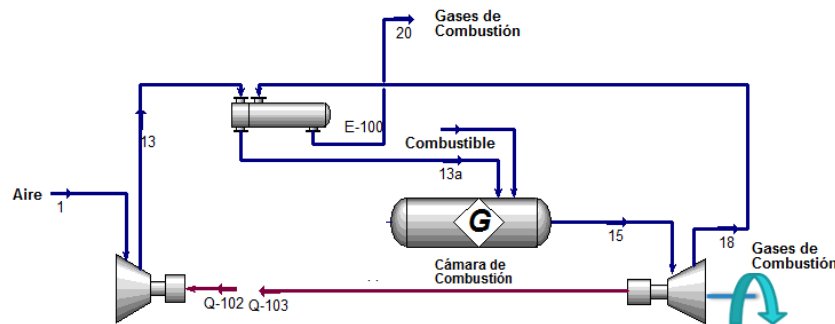 Gases de
Combustión
20
E-100
Combustible
13
13a
Aire
1
G
15
18
Gases de
Combustión
Cámara de
Combustión
Q-102
Q-103